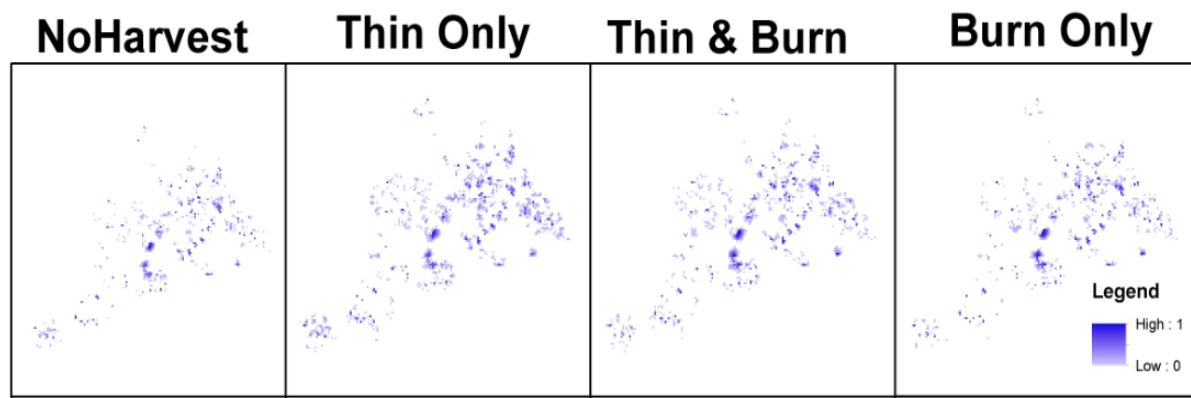 NoHarvest
Thin Only
Thin & Burn
Burn Only
Legend
High : 1
Low : 0